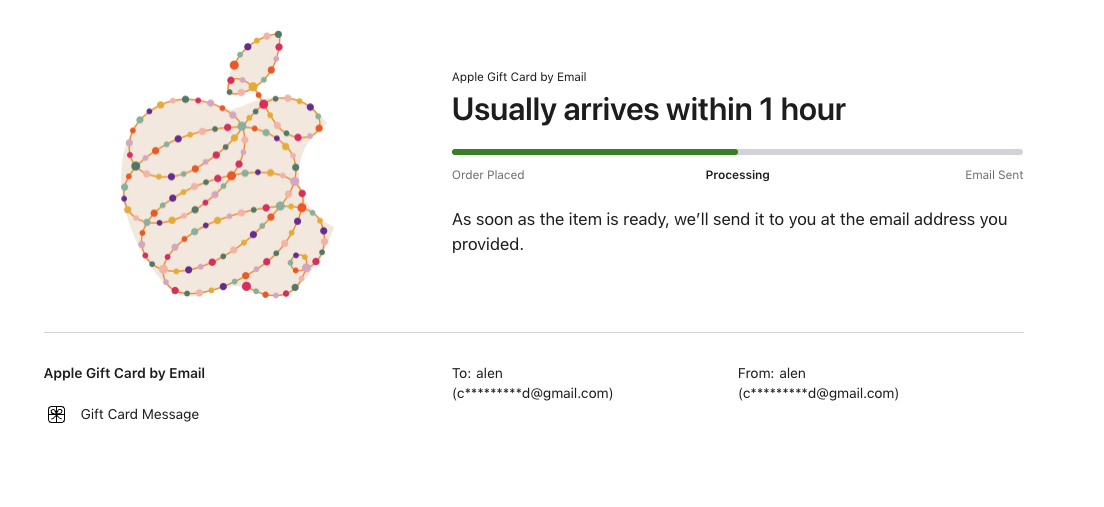 Apple Gift Card by Email
Usually arrives within 1 hour
Order Placed
Processing
Email Sent
As soon as the item is ready, we’ll send it to you at the email address you
provided.
Apple Gift Card by Email
Gift Card Message
To: alen
(c*********d@gmail.com)
From: alen
(c*********d@gmail.com)